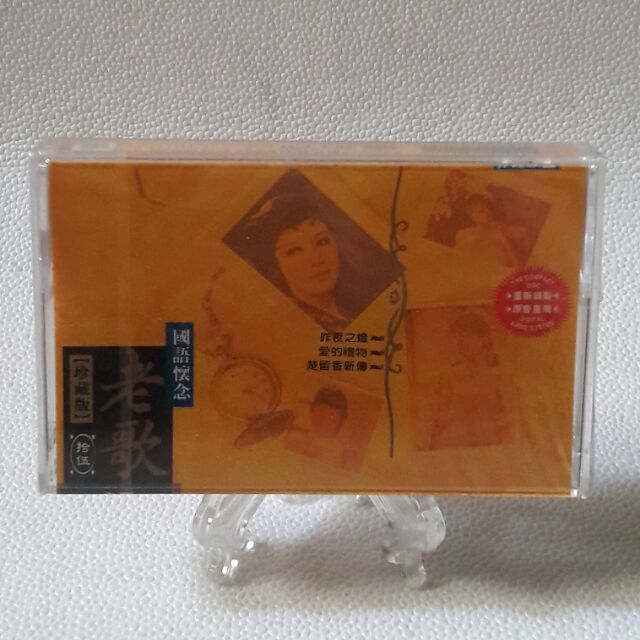 國語懷念
老歌
【珍藏版】
拾伍
昨夜之燈
愛的禮物
楚留香新傳
重新錄製
原音重現